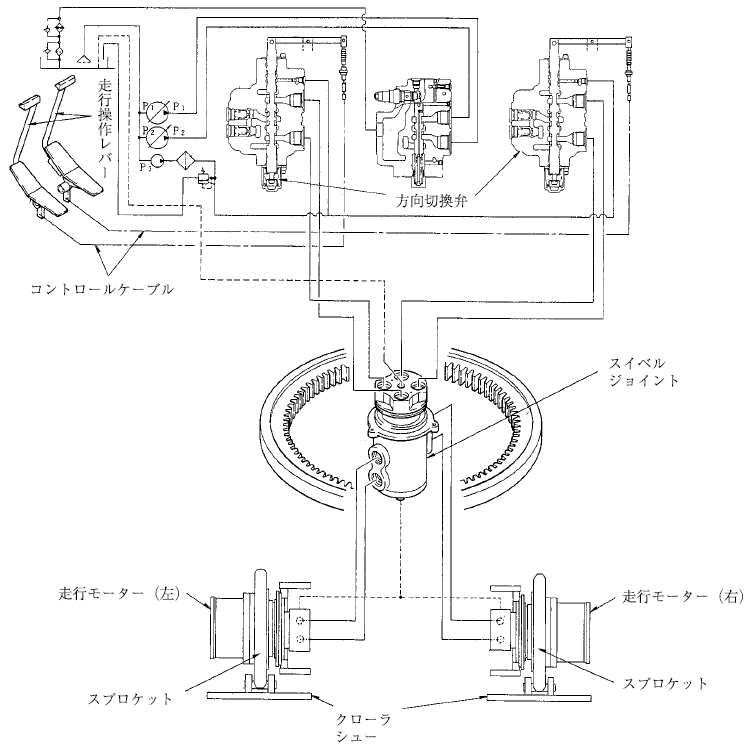 走行操作レバー
P₁ P₁
P₂ P₂
P₃
方向切換弁
コントロールケーブル
スイベル
ジョイント
走行モーター（左）
走行モーター（右）
スプロケット
スプロケット
クローラ
シュー